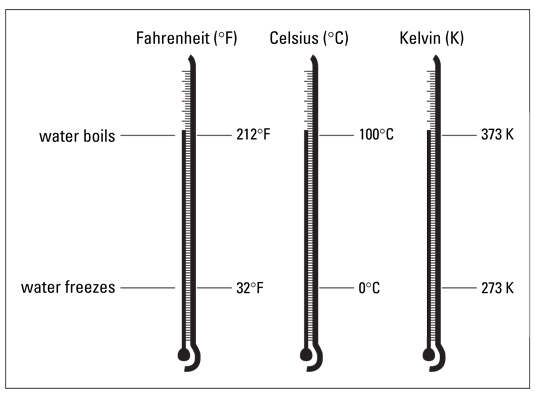 Fahrenheit (°F) Celsius (°C) Kelvin (K)
water boils 212°F 100°C 373 K
water freezes 32°F 0°C 273 K